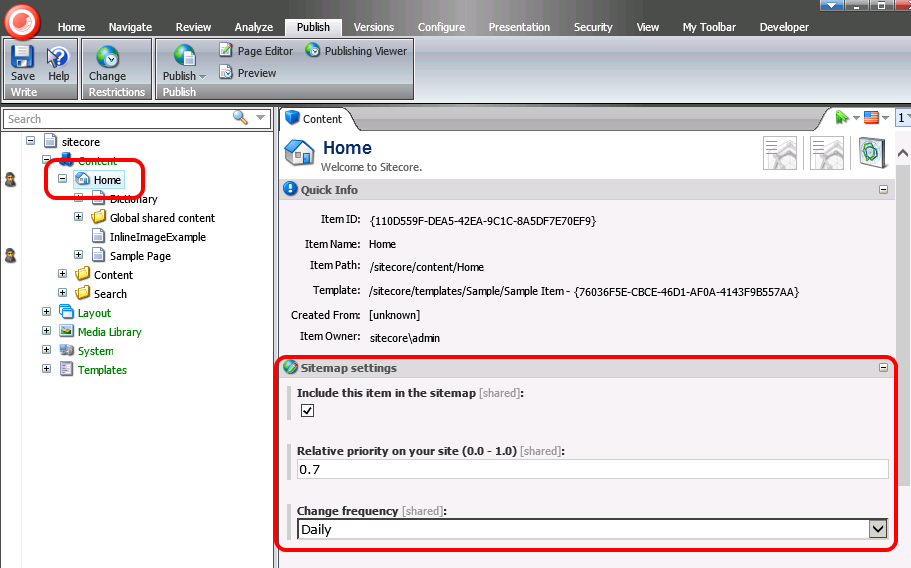 Home Navigate Review Analyze Publish Versions Configure Presentation Security View My Toolbar Developer
Save Help Change Publish Page Editor Publishing Viewer
Preview
Write Restrictions Publish
Search
sitecore
Content
Home
Dictionary
Global shared content
InlineImageExample
Sample Page
Content
Search
Layout
Media Library
System
Templates
Content 1
Home
Welcome to Sitecore.
Quick Info
Item ID: {110D559F-DEA5-42EA-9C1C-8A5DF7E70EF9}
Item Name: Home
Item Path: /sitecore/content/Home
Template: /sitecore/templates/Sample/Sample Item - {76036F5E-CBCE-46D1-AF0A-4143F9B557AA}
Created From: [unknown]
Item Owner: sitecore\admin
Sitemap settings
Include this item in the sitemap [shared]:
Relative priority on your site (0.0 - 1.0) [shared]:
0.7
Change frequency [shared]:
Daily